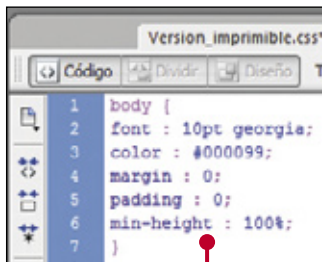 Version_imprimible.css*
Código Dividir Diseño T
1 body {
2 font : 10pt georgia;
3 color : #000099;
4 margin : 0;
5 padding : 0;
6 min-height : 100%;
7 }